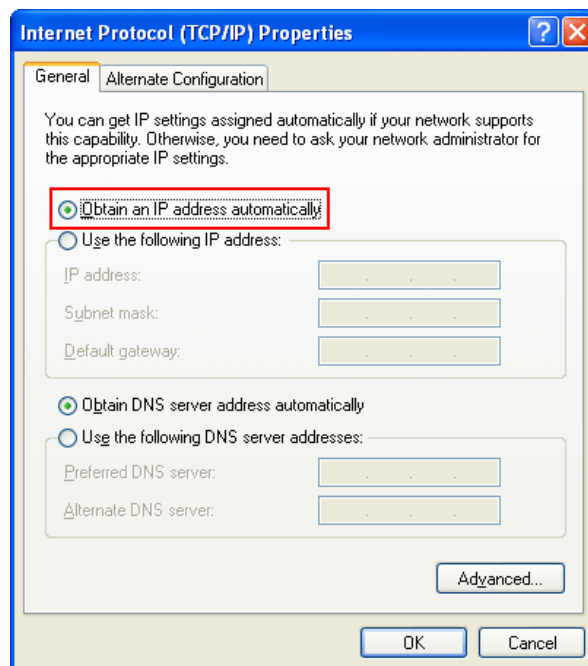 Internet Protocol (TCP/IP) Properties
General Alternate Configuration
You can get IP settings assigned automatically if your network supports
this capability. Otherwise, you need to ask your network administrator for
the appropriate IP settings.
Obtain an IP address automatically
Use the following IP address:
IP address:
Subnet mask:
Default gateway:
Obtain DNS server address automatically
Use the following DNS server addresses:
Preferred DNS server:
Alternate DNS server:
Advanced...
OK Cancel